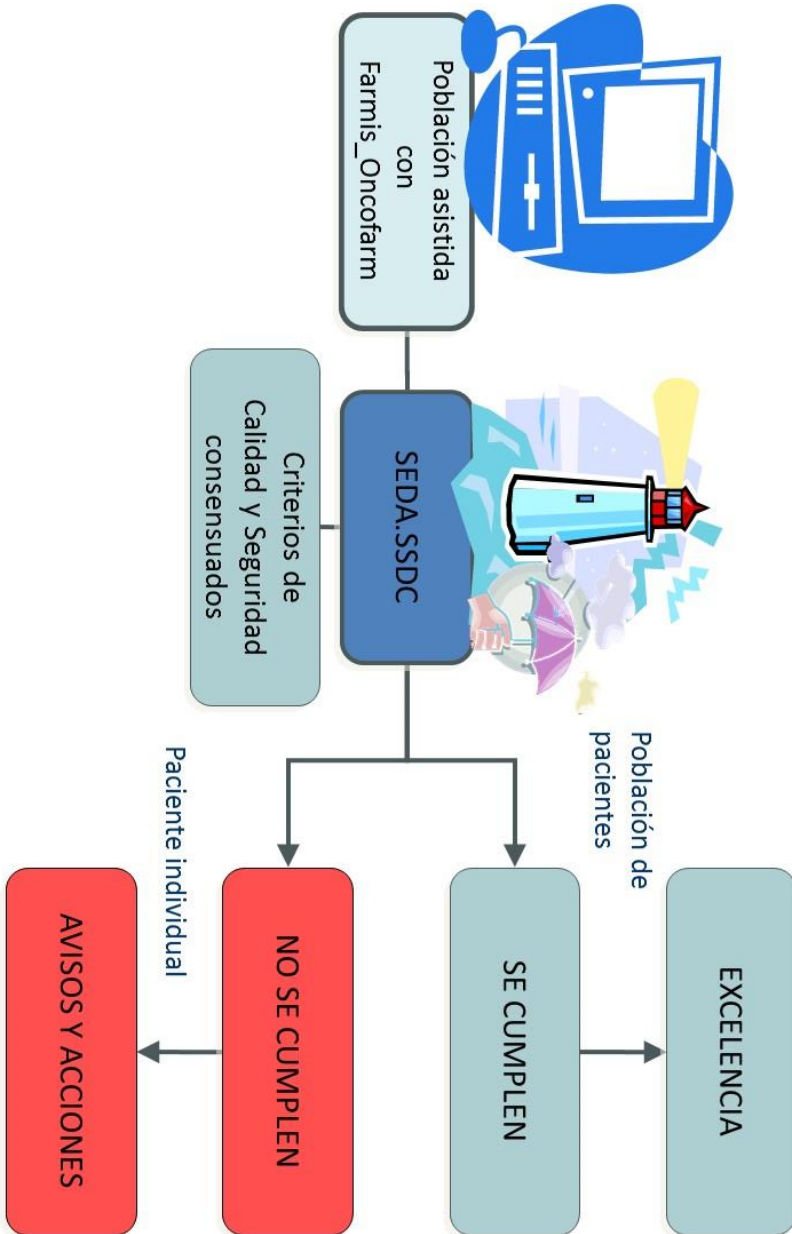 Población asistida
con
Farmis_Oncofarm
SEDA.SSDC
Criterios de
Calidad y Seguridad
consensuados
Población de
pacientes
EXCELENCIA
SE CUMPLEN
Paciente individual
NO SE CUMPLEN
AVISOS Y ACCIONES